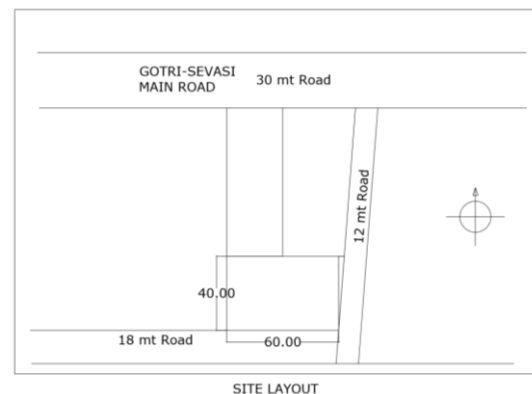 GOTRI-SEVASI
MAIN ROAD
30 mt Road
12 mt Road
40.00
18 mt Road
60.00
SITE LAYOUT